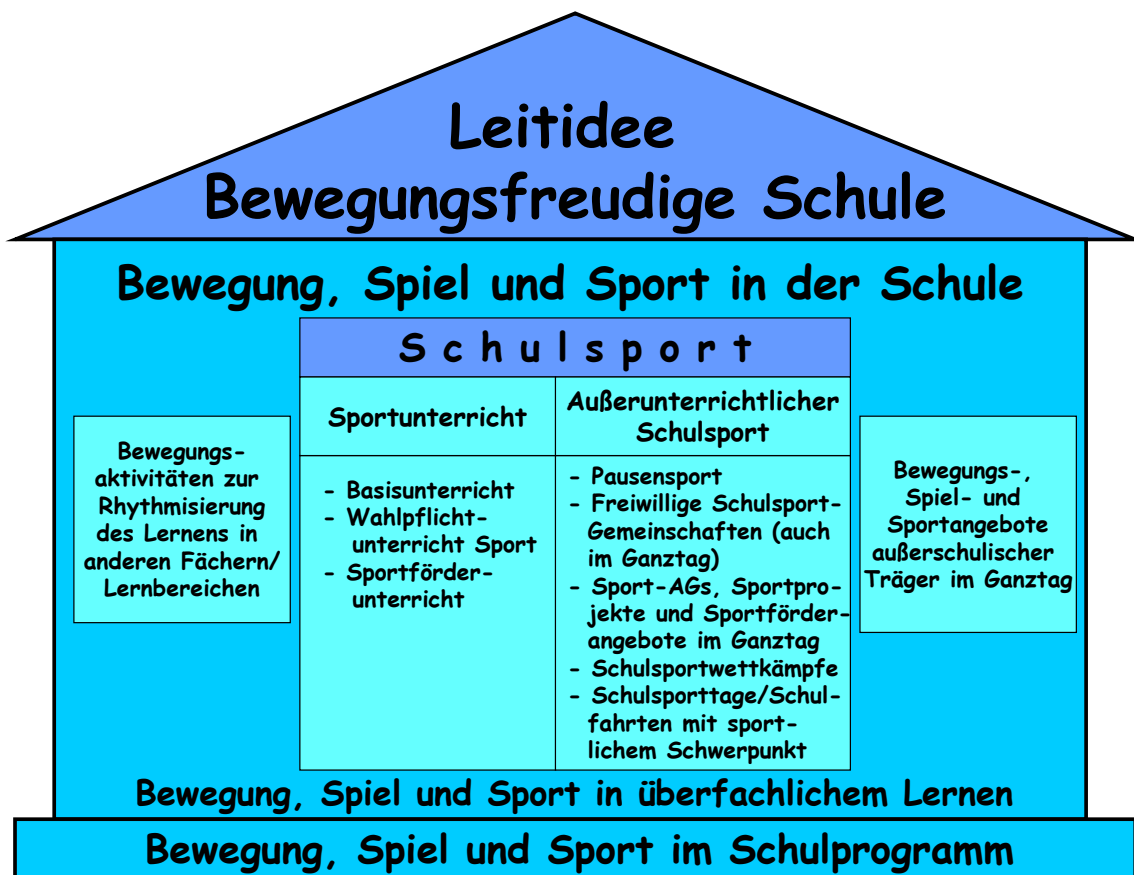 Leitidee
Bewegungsfreudige Schule
Bewegung, Spiel und Sport in der Schule
Schulsport
Bewegungs-
aktivitäten zur
Rhythmisierung
des Lernens in
anderen Fächern/
Lernbereichen
Sportunterricht
- Basisunterricht
- Wahlpflicht-
unterricht Sport
- Sportförder-
unterricht
Außerunterrichtlicher
Schulsport
- Pausensport
- Freiwillige Schulsport-
Gemeinschaften (auch
im Ganztag)
- Sport-AGs, Sportpro-
jekte und Sportförder-
angebote im Ganztag
- Schulsportwettkämpfe
- Schulsporttage/Schul-
fahrten mit sport-
lichem Schwerpunkt
Bewegungs-,
Spiel- und
Sportangebote
außerschulischer
Träger im Ganztag
Bewegung, Spiel und Sport in überfachlichem Lernen
Bewegung, Spiel und Sport im Schulprogramm